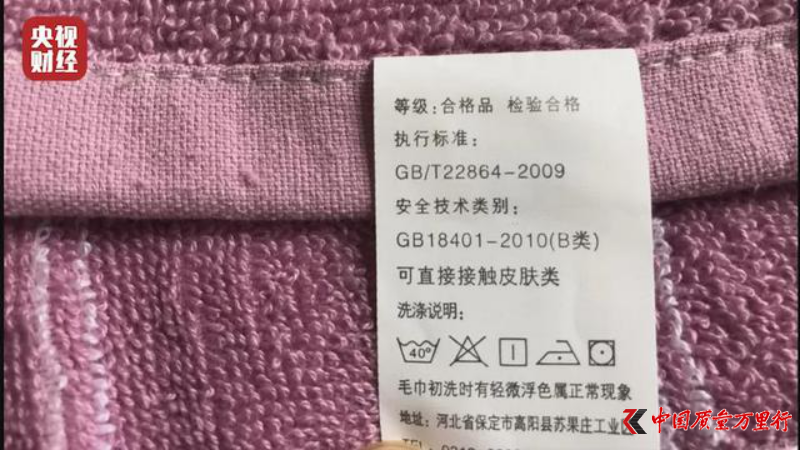 央视
财经
等级:合格品 检验合格
执行标准:
GB/T22864-2009
安全技术类别:
GB18401-2010(B类)
可直接接触皮肤类
洗涤说明:
40°
毛巾初洗时有轻微浮色属正常现象
地址:河北省保定市高阳县苏果庄工业
中国质量万里行